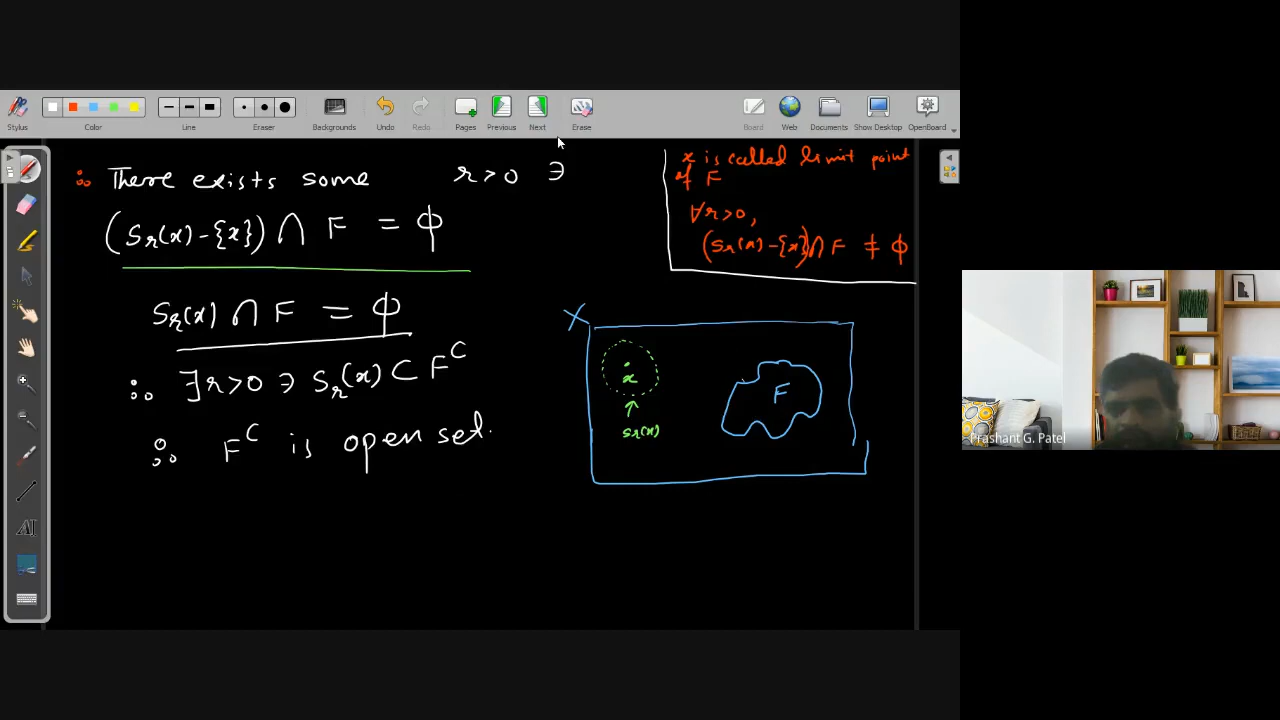 Stylus Color Line Eraser Backgrounds Undo Redo Pages Previous Next Erase Board Web Documents Show Desktop OpenBoard
∴ There exists some r > 0 ∋
(Sr(x) - {x}) ∩ F = ϕ
Sr(x) ∩ F = ϕ
∴ ∃ r > 0 ∋ Sr(x) ⊂ F^C
∴ F^C is open set.
x is called limit point
of F
∀ r > 0,
(Sr(x) - {x}) ∩ F ≠ ϕ
X
x
Sr(x)
F
Prashant G. Patel